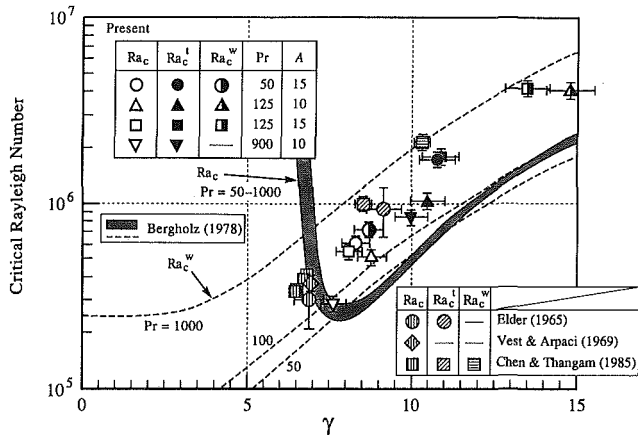 10^7
Present
Ra_c Ra_c^t Ra_c^w Pr A
50 15
125 10
125 15
900 10
Ra_c
Pr = 50–1000
Bergholz (1978)
Ra_c^w
Pr = 1000
100
50
Ra_c Ra_c^t Ra_c^w
Elder (1965)
Vest & Arpaci (1969)
Chen & Thangam (1985)
10^6
10^5
Critical Rayleigh Number
0 5 10 15
γ